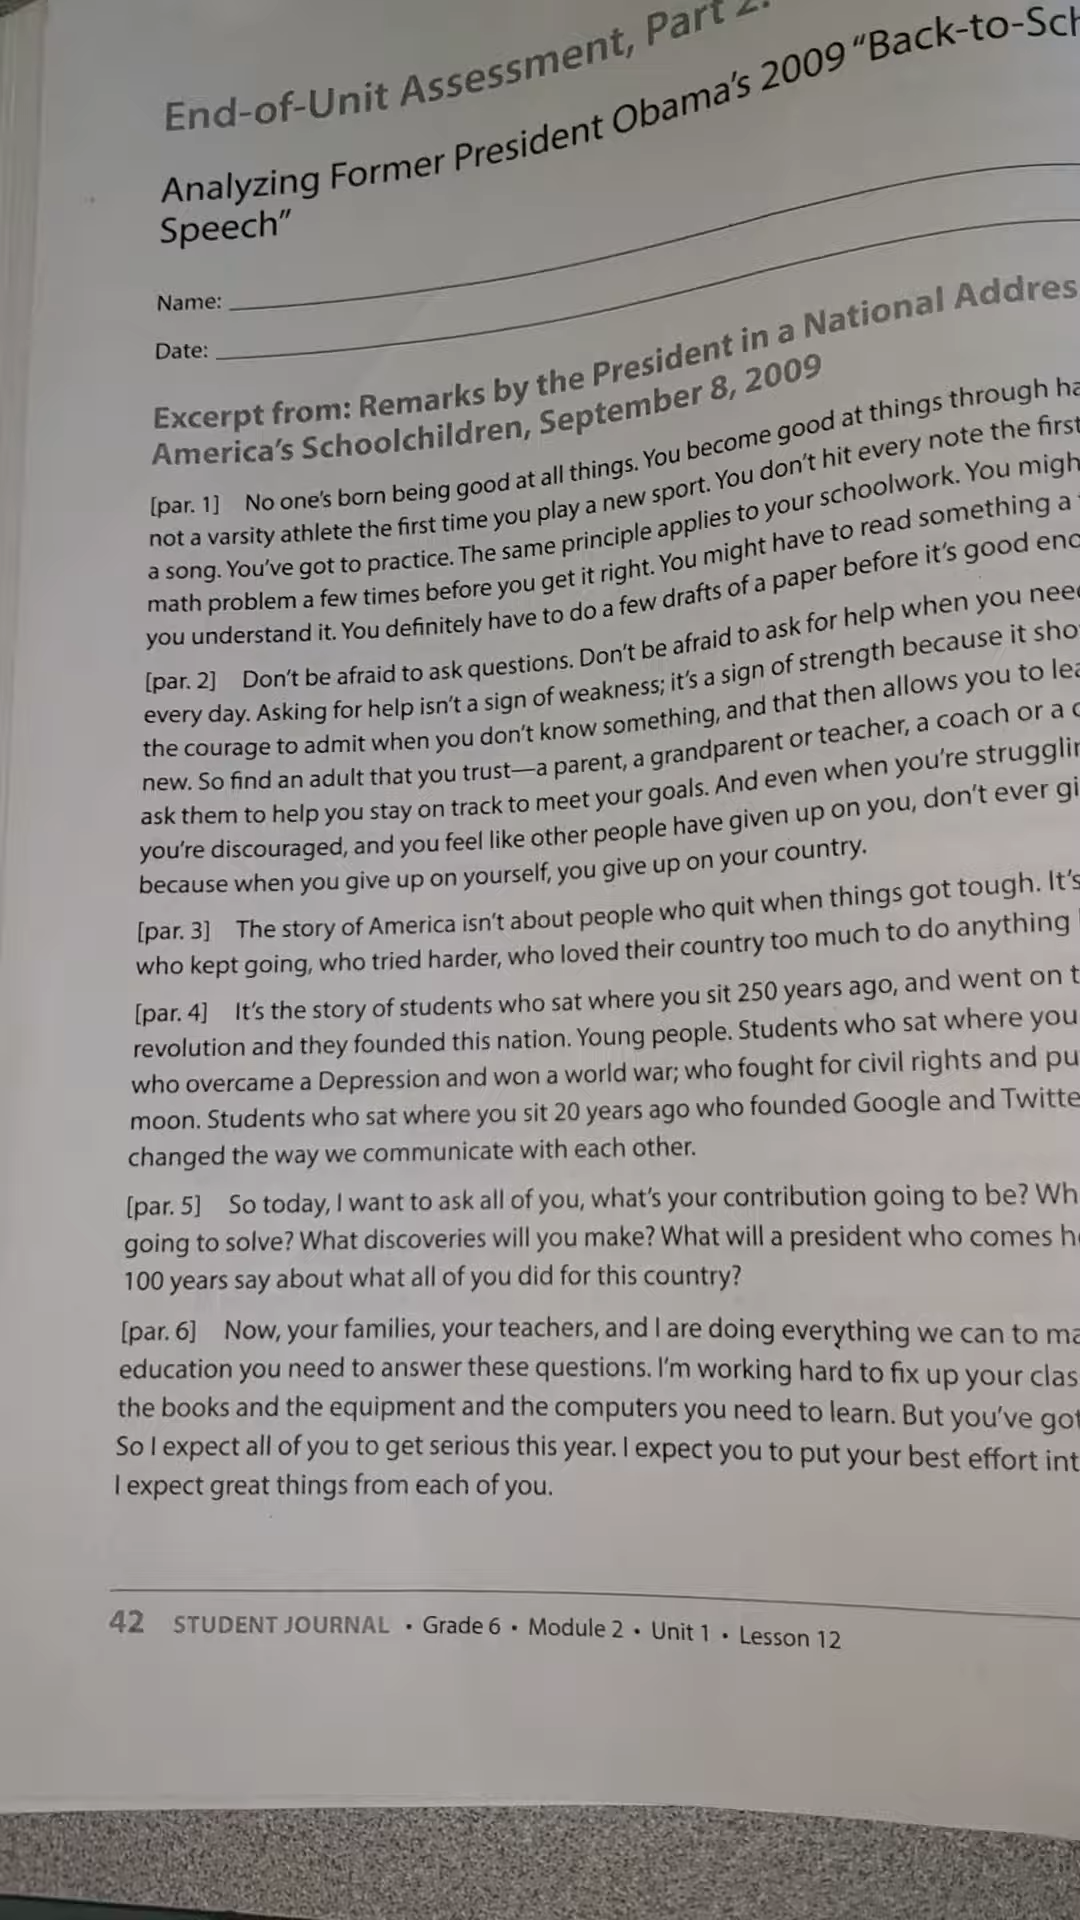 End-of-Unit Assessment, Part 2:
Analyzing Former President Obama's 2009 "Back-to-Sch
Speech"
Name:
Date:
Excerpt from: Remarks by the President in a National Addres
America's Schoolchildren, September 8, 2009
[par. 1] No one's born being good at all things. You become good at things through ha
not a varsity athlete the first time you play a new sport. You don't hit every note the first
a song. You've got to practice. The same principle applies to your schoolwork. You migh
math problem a few times before you get it right. You might have to read something a
you understand it. You definitely have to do a few drafts of a paper before it's good eno
[par. 2] Don't be afraid to ask questions. Don't be afraid to ask for help when you need
every day. Asking for help isn't a sign of weakness; it's a sign of strength because it sho
the courage to admit when you don't know something, and that then allows you to lea
new. So find an adult that you trust—a parent, a grandparent or teacher, a coach or a c
ask them to help you stay on track to meet your goals. And even when you're strugglin
you're discouraged, and you feel like other people have given up on you, don't ever gi
because when you give up on yourself, you give up on your country.
[par. 3] The story of America isn't about people who quit when things got tough. It's
who kept going, who tried harder, who loved their country too much to do anything
[par. 4] It's the story of students who sat where you sit 250 years ago, and went on t
revolution and they founded this nation. Young people. Students who sat where you
who overcame a Depression and won a world war; who fought for civil rights and pu
moon. Students who sat where you sit 20 years ago who founded Google and Twitte
changed the way we communicate with each other.
[par. 5] So today, I want to ask all of you, what's your contribution going to be? Wh
going to solve? What discoveries will you make? What will a president who comes he
100 years say about what all of you did for this country?
[par. 6] Now, your families, your teachers, and I are doing everything we can to ma
education you need to answer these questions. I'm working hard to fix up your clas
the books and the equipment and the computers you need to learn. But you've got
So I expect all of you to get serious this year. I expect you to put your best effort int
I expect great things from each of you.
42 STUDENT JOURNAL • Grade 6 • Module 2 • Unit 1 • Lesson 12